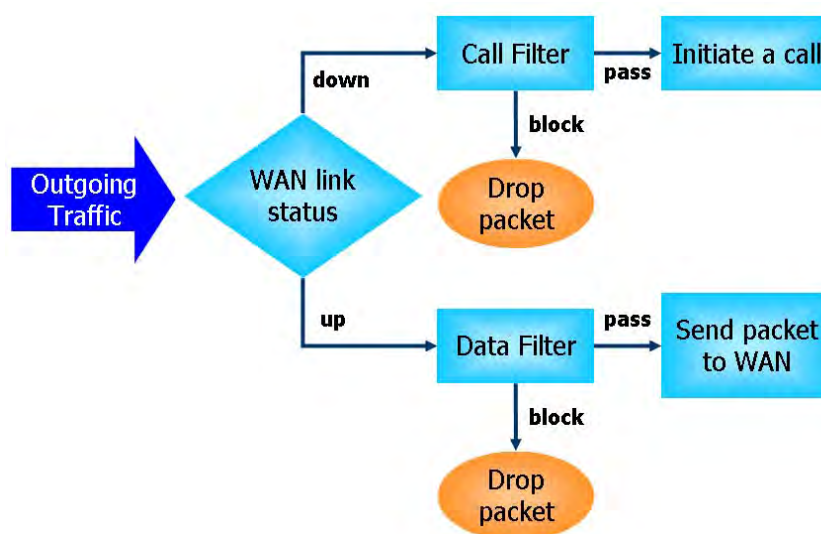 Outgoing
Traffic
WAN link
status
down
Call Filter
pass
Initiate a call
block
Drop
packet
up
Data Filter
pass
Send packet
to WAN
block
Drop
packet